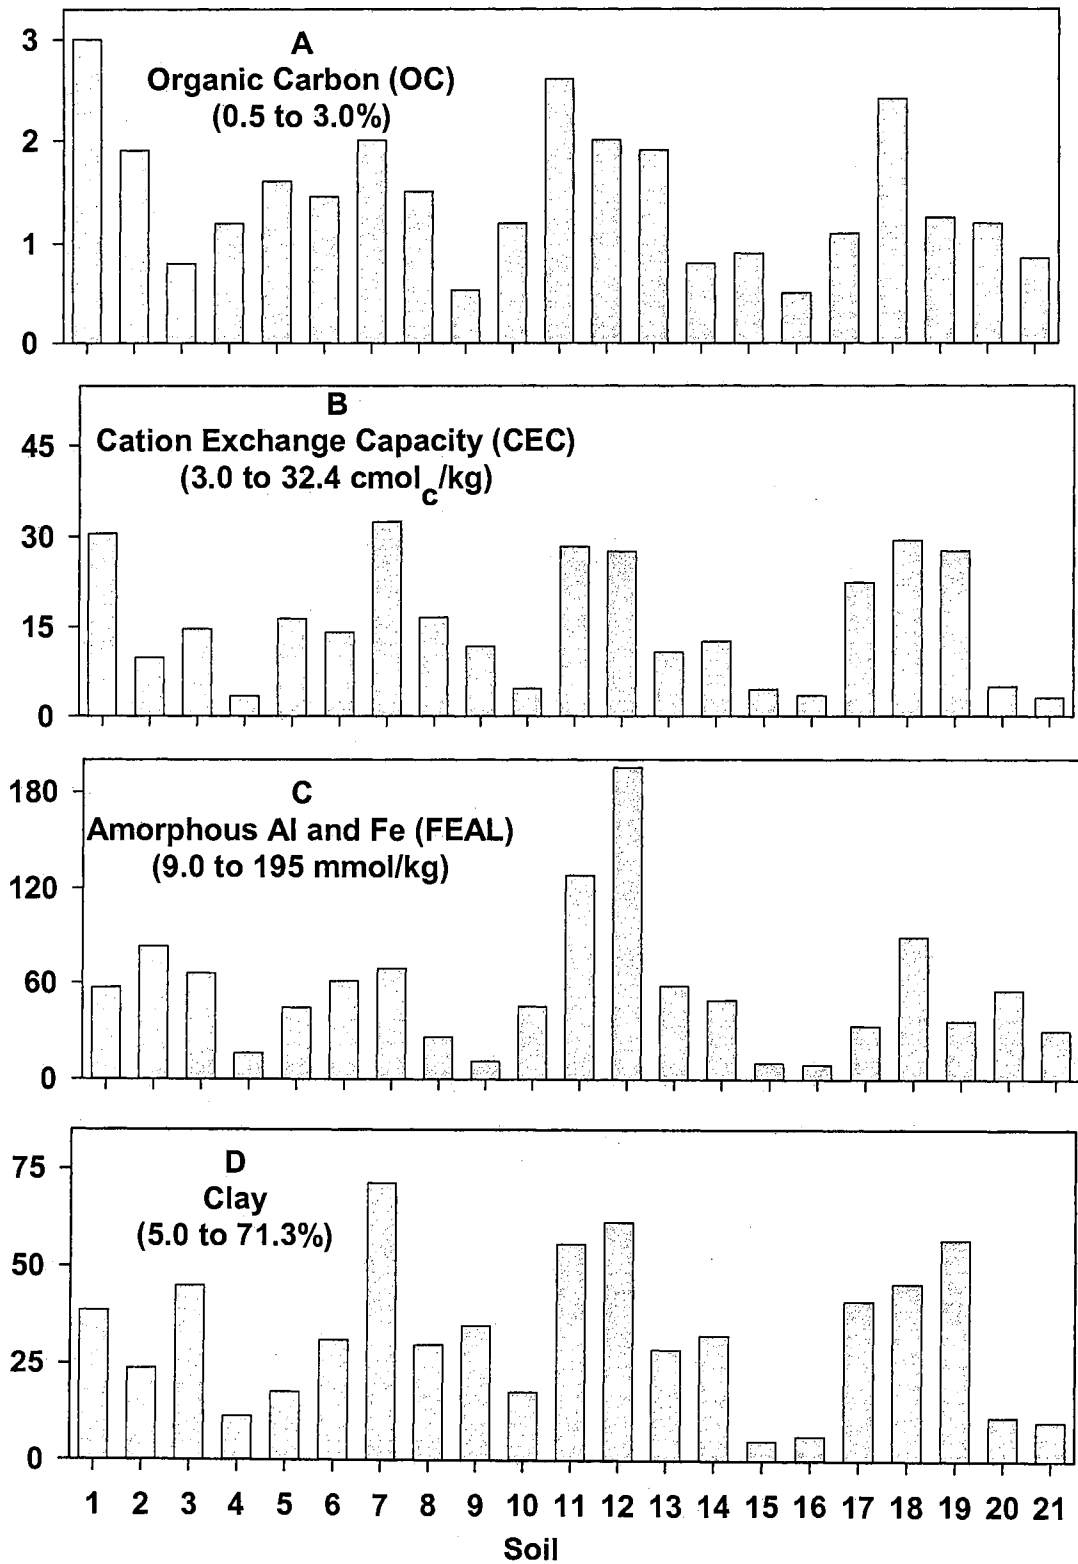 A
Organic Carbon (OC)
(0.5 to 3.0%)
3
2
1
0
B
Cation Exchange Capacity (CEC)
(3.0 to 32.4 cmolc/kg)
45
30
15
0
C
Amorphous Al and Fe (FEAL)
(9.0 to 195 mmol/kg)
180
120
60
0
D
Clay
(5.0 to 71.3%)
75
50
25
0
1 2 3 4 5 6 7 8 9 10 11 12 13 14 15 16 17 18 19 20 21
Soil